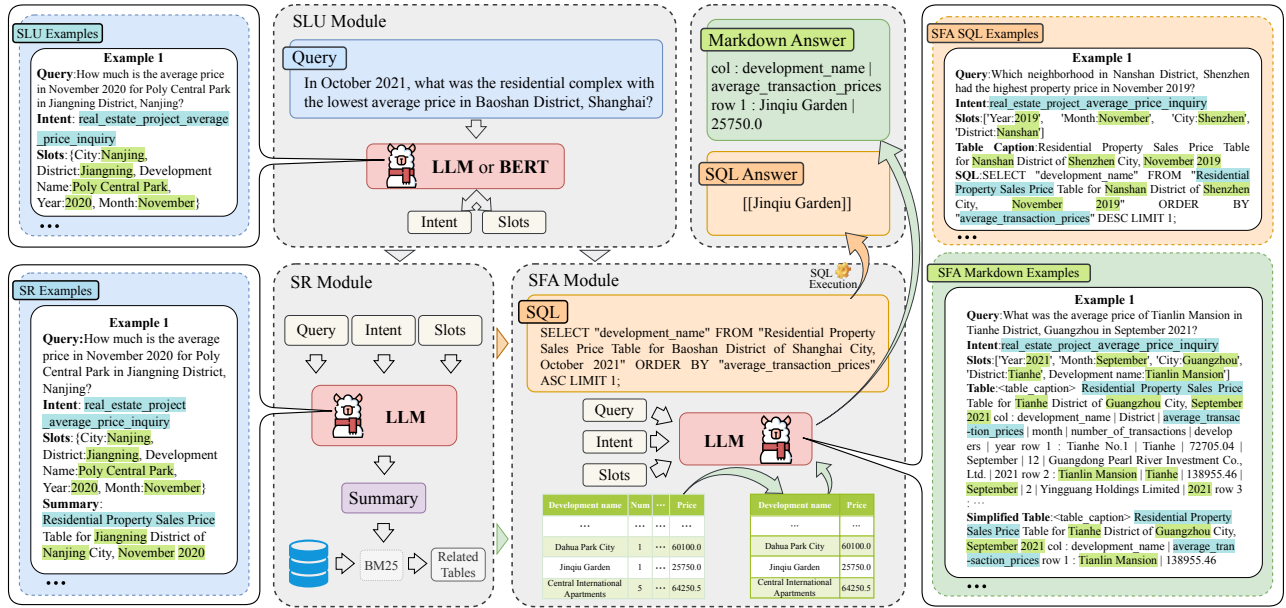 SLU Examples
Example 1
Query:How much is the average price
in November 2020 for Poly Central Park
in Jiangning District, Nanjing?
Intent: real_estate_project_average
_price_inquiry
Slots:{City:Nanjing,
District:Jiangning, Development
Name:Poly Central Park,
Year:2020, Month:November}
•••
SLU Module
Query
In October 2021, what was the residential complex with
the lowest average price in Baoshan District, Shanghai?
LLM or BERT
Intent
Slots
Markdown Answer
col : development_name |
average_transaction_prices
row 1 : Jinqiu Garden |
25750.0
SQL Answer
[[Jinqiu Garden]]
SFA SQL Examples
Example 1
Query:Which neighborhood in Nanshan District, Shenzhen
had the highest property price in November 2019?
Intent:real_estate_project_average_price_inquiry
Slots:['Year:2019', 'Month:November', 'City:Shenzhen',
'District:Nanshan']
Table Caption:Residential Property Sales Price Table
for Nanshan District of Shenzhen City, November 2019
SQL:SELECT "development_name" FROM "Residential
Property Sales Price Table for Nanshan District of Shenzhen
City, November 2019" ORDER BY
"average_transaction_prices" DESC LIMIT 1;
•••
SR Examples
Example 1
Query:How much is the average
price in November 2020 for Poly
Central Park in Jiangning District,
Nanjing?
Intent: real_estate_project
_average_price_inquiry
Slots:{City:Nanjing,
District:Jiangning, Development
Name:Poly Central Park,
Year:2020, Month:November}
Summary:
Residential Property Sales Price
Table for Jiangning District of
Nanjing City, November 2020
•••
SR Module
Query
Intent
Slots
LLM
Summary
BM25
Related
Tables
SFA Module
SQL
Execution
SQL
SELECT "development_name" FROM "Residential Property
Sales Price Table for Baoshan District of Shanghai City,
October 2021" ORDER BY "average_transaction_prices"
ASC LIMIT 1;
Query
Intent
Slots
LLM
Development name Num ··· Price
··· ··· ··· ···
Dahua Park City 1 ··· 60100.0
Jinqiu Garden 1 ··· 25750.0
Central International
Apartments 5 ··· 64250.5
Development name Price
··· ···
Dahua Park City 60100.0
Jinqiu Garden 25750.0
Central International
Apartments 64250.5
SFA Markdown Examples
Example 1
Query:What was the average price of Tianlin Mansion in
Tianhe District, Guangzhou in September 2021?
Intent:real_estate_project_average_price_inquiry
Slots:['Year:2021', 'Month:September', 'City:Guangzhou',
'District:Tianhe', Development name:Tianlin Mansion']
Table:<table_caption> Residential Property Sales Price
Table for Tianhe District of Guangzhou City, September
2021 col : development_name | District | average_transac
-tion_prices | month | number_of_transactions | develop
ers | year row 1 : Tianhe No.1 | Tianhe | 72705.04 |
September | 12 | Guangdong Pearl River Investment Co.,
Ltd. | 2021 row 2 : Tianlin Mansion | Tianhe | 138955.46
| September | 2 | Yingguang Holdings Limited | 2021 row 3
: ···
Simplified Table:<table_caption> Residential Property
Sales Price Table for Tianhe District of Guangzhou City,
September 2021 col : development_name | average_tran
-saction_prices row 1 : Tianlin Mansion | 138955.46
•••